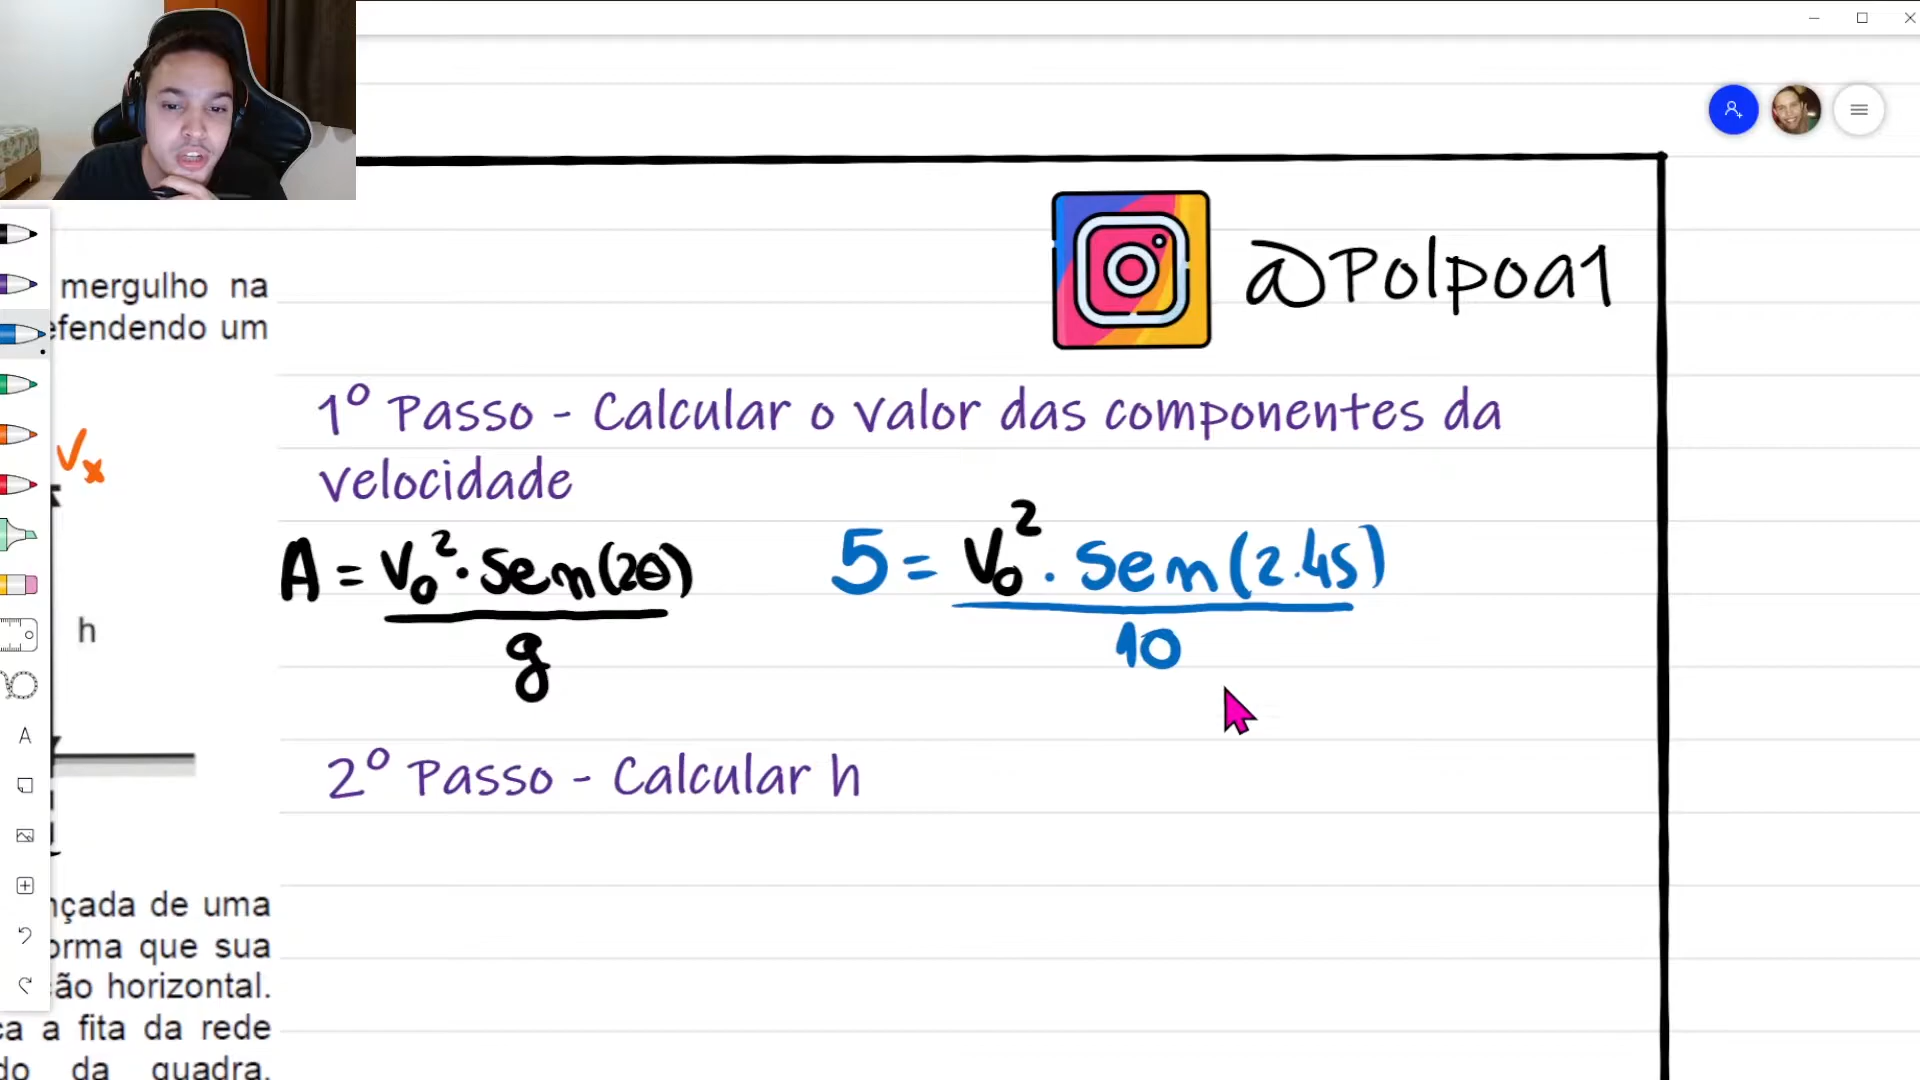 @Polpoa1
mergulho na
efendendo um
1º Passo - Calcular o valor das componentes da
velocidade
Vx
A = V₀² · Sen(2θ)
g
5 = V₀² · Sen(2.45)
10
h
2º Passo - Calcular h
A
nçada de uma
orma que sua
ão horizontal.
a a fita da rede
do da quadra.